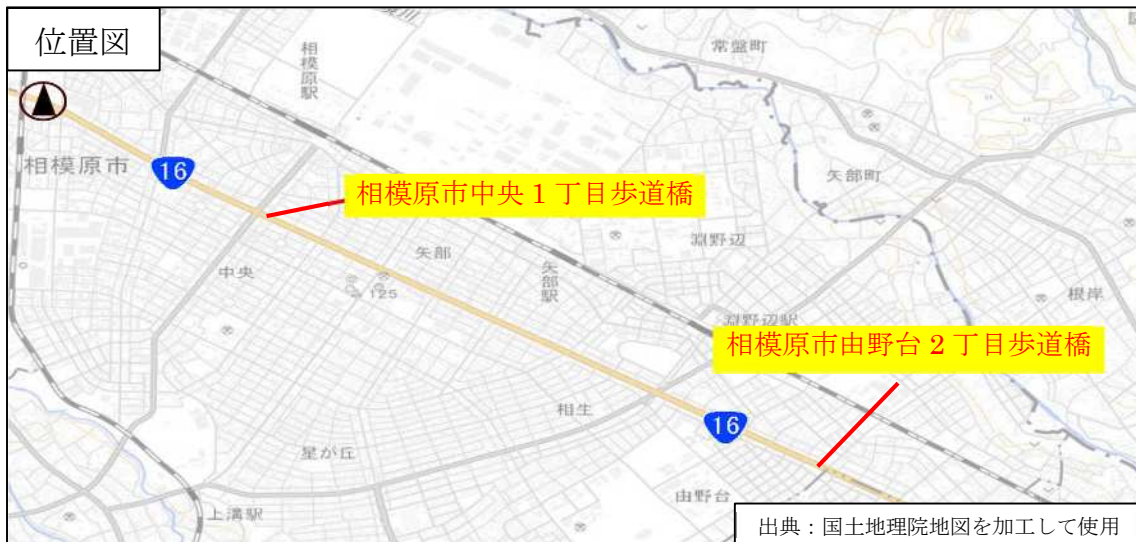 位置図
相模原駅
常盤町
相模原市
16
矢部町
相模原市中央1丁目歩道橋
淵野辺
中央
矢部
矢部駅
125
根岸
淵野辺駅
相模原市由野台2丁目歩道橋
相生
16
星が丘
由野台
上溝駅
出典：国土地理院地図を加工して使用